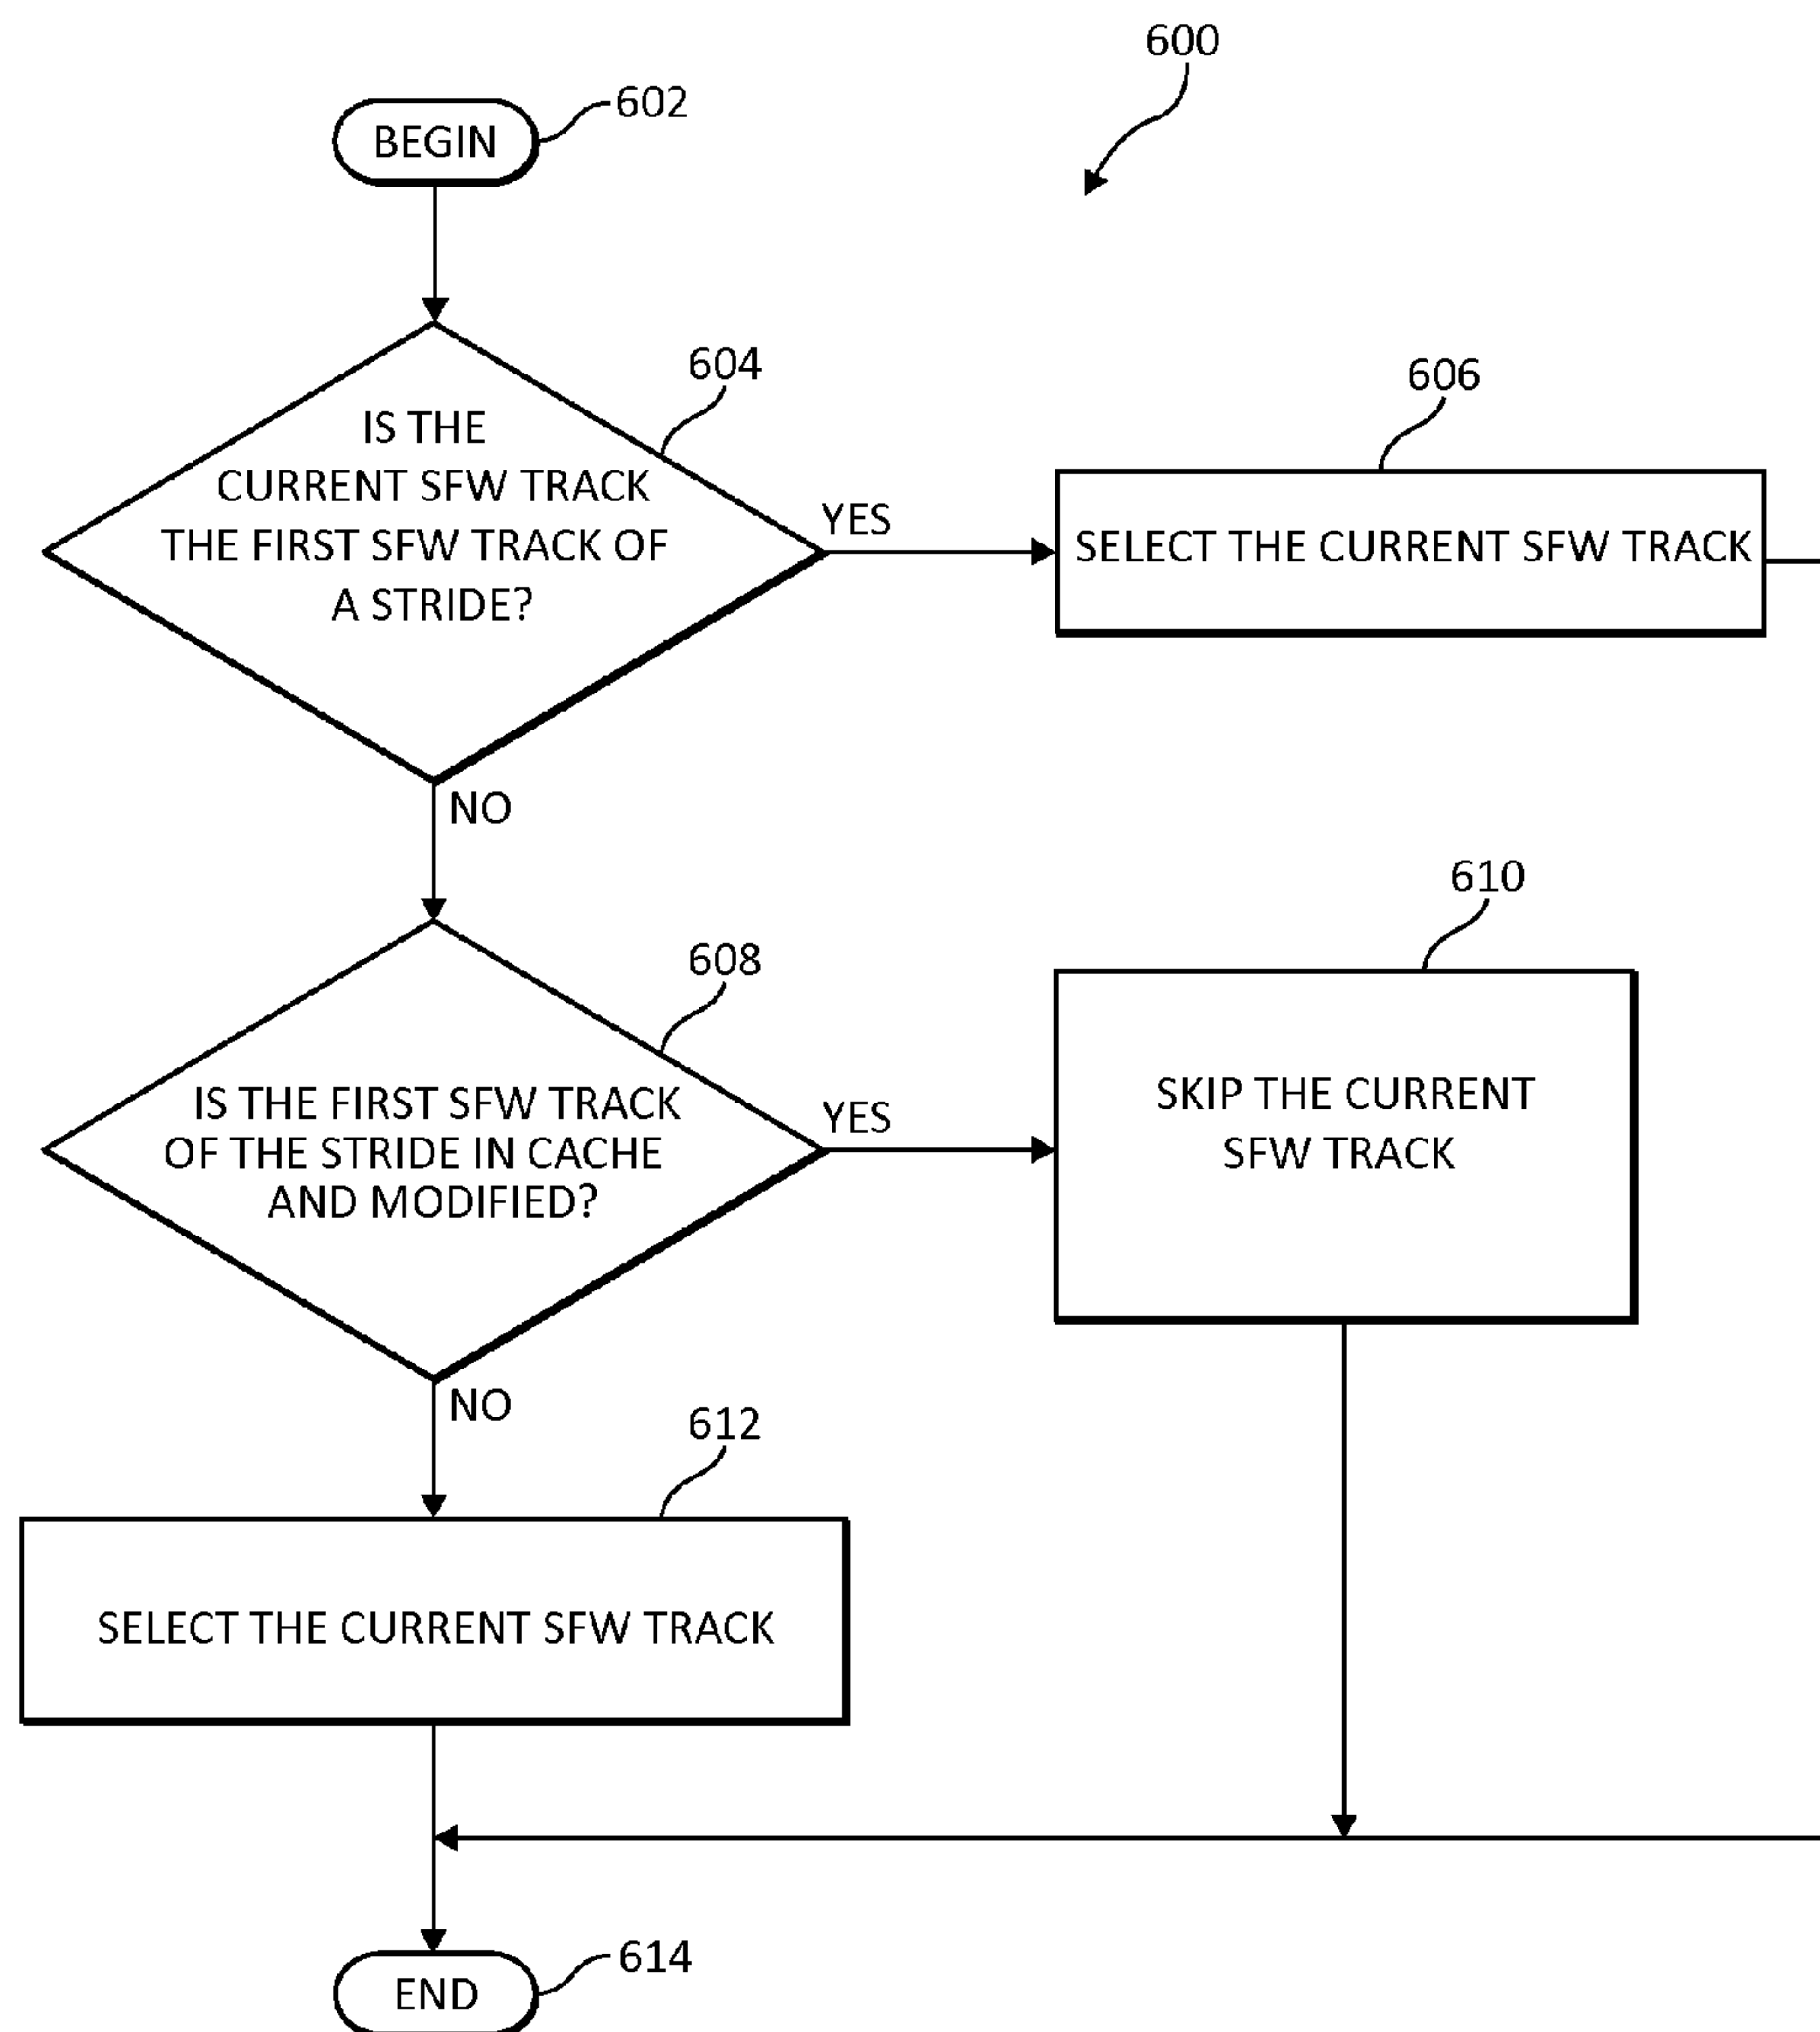 600
602
BEGIN
604
IS THE
CURRENT SFW TRACK
THE FIRST SFW TRACK OF
A STRIDE?
YES
606
SELECT THE CURRENT SFW TRACK
NO
608
IS THE FIRST SFW TRACK
OF THE STRIDE IN CACHE
AND MODIFIED?
YES
610
SKIP THE CURRENT
SFW TRACK
NO
612
SELECT THE CURRENT SFW TRACK
614
END